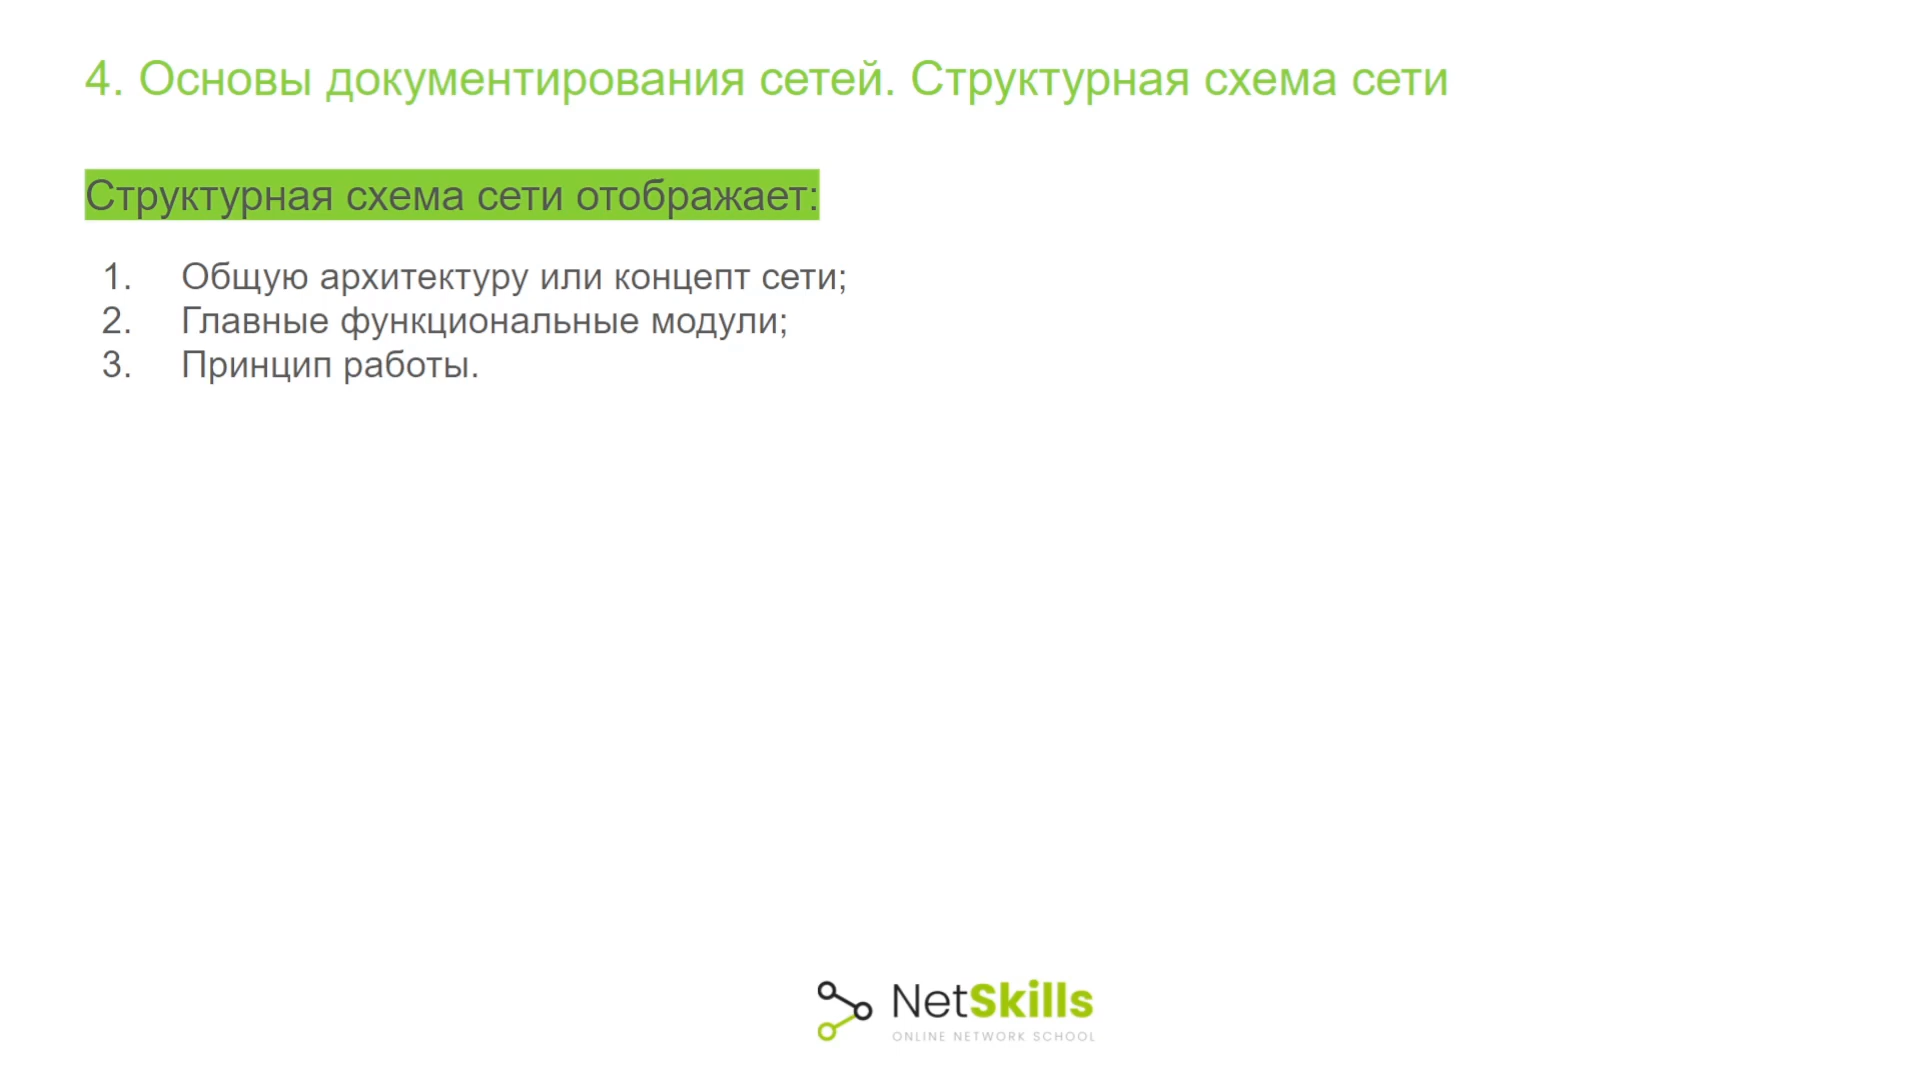 4. Основы документирования сетей. Структурная схема сети
Структурная схема сети отображает:
1. Общую архитектуру или концепт сети;
2. Главные функциональные модули;
3. Принцип работы.
NetSkills
ONLINE NETWORK SCHOOL